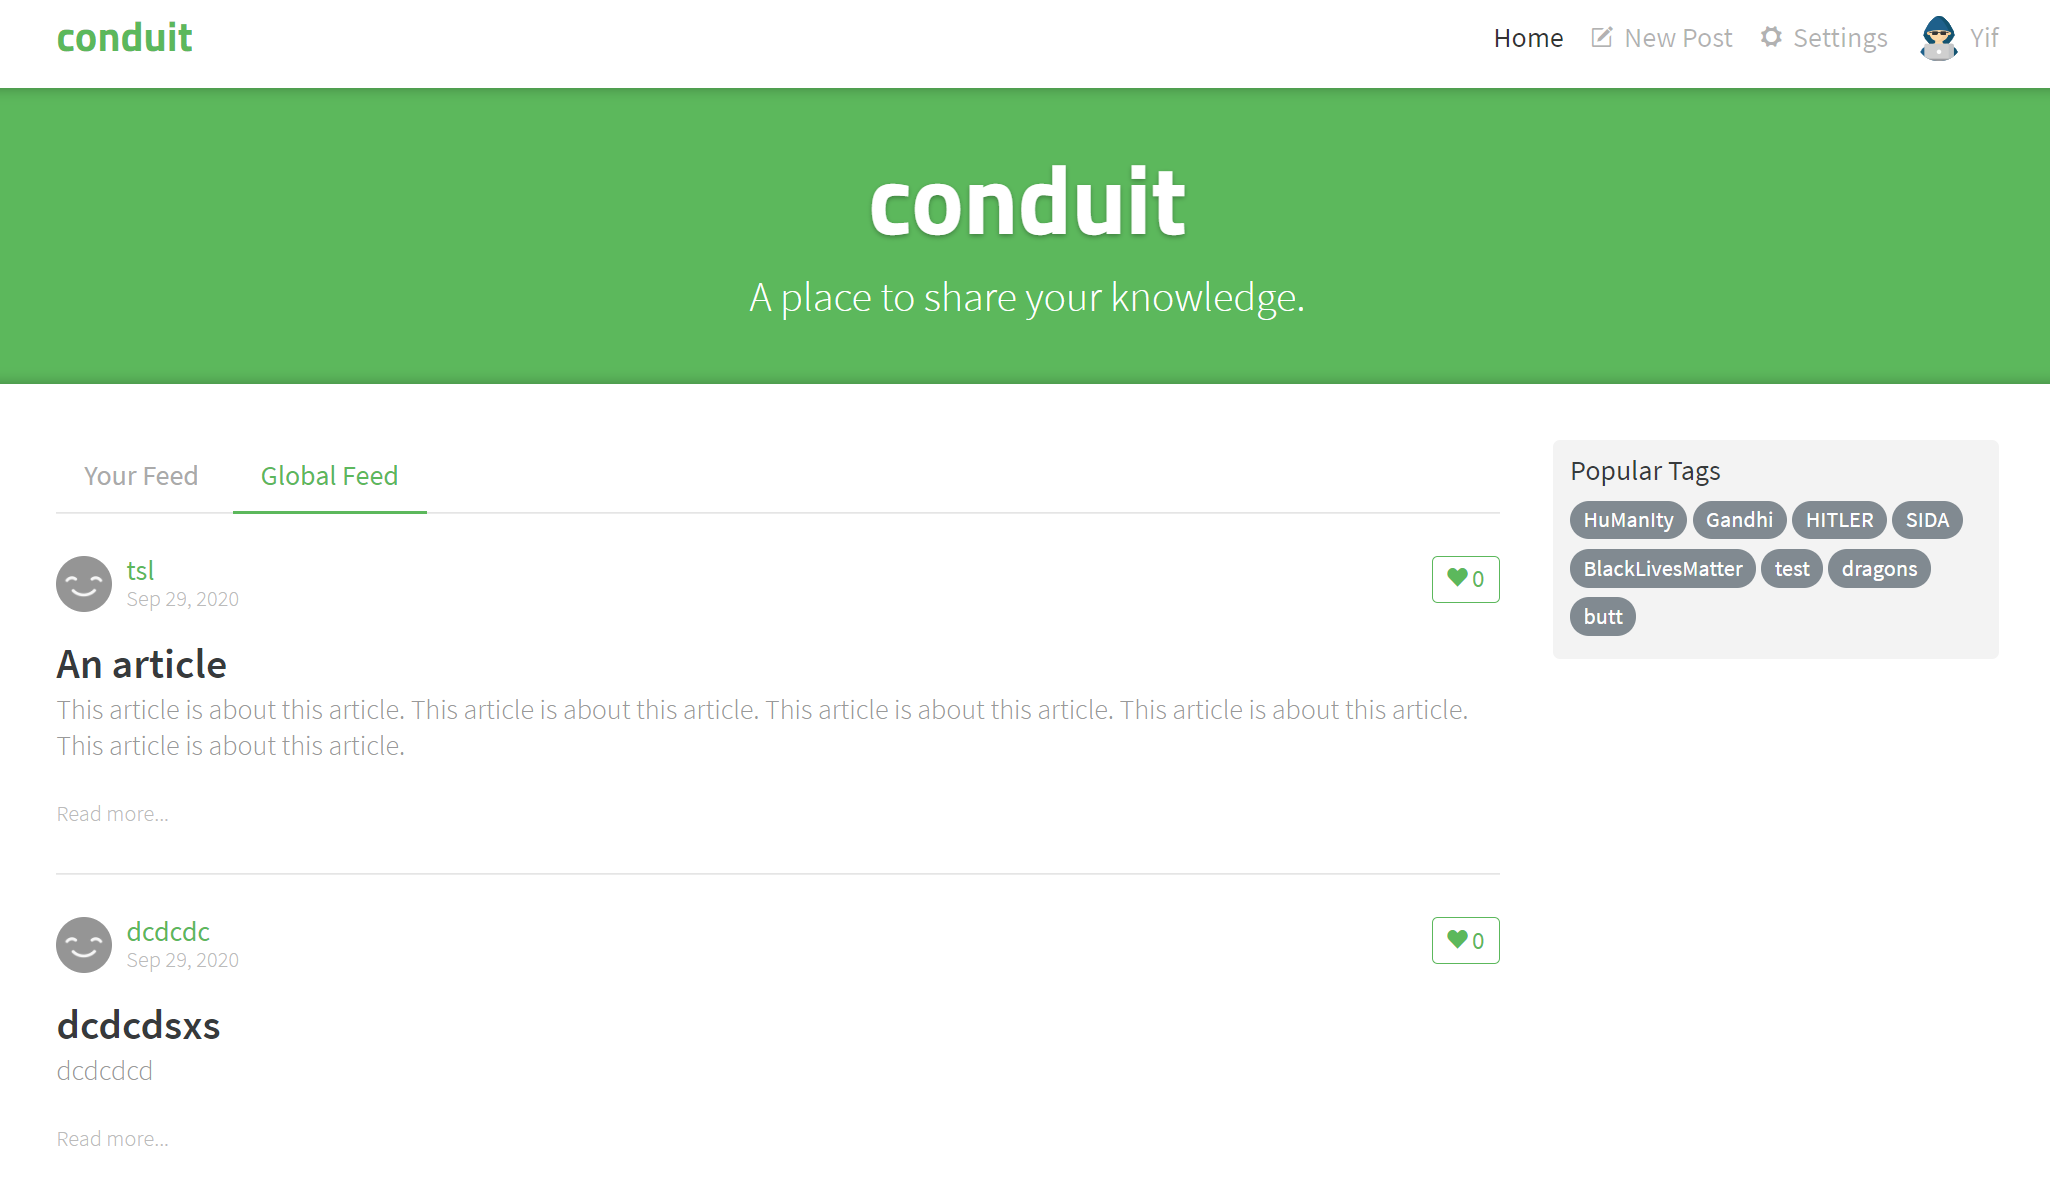 conduit
Home New Post Settings Yif
conduit
A place to share your knowledge.
Your Feed Global Feed
Popular Tags
HuManIty Gandhi HITLER SIDA
BlackLivesMatter test dragons
butt
tsl
Sep 29, 2020
0
An article
This article is about this article. This article is about this article. This article is about this article. This article is about this article.
This article is about this article.
Read more...
dcdcdc
Sep 29, 2020
0
dcdcdsxs
dcdcdcd
Read more...